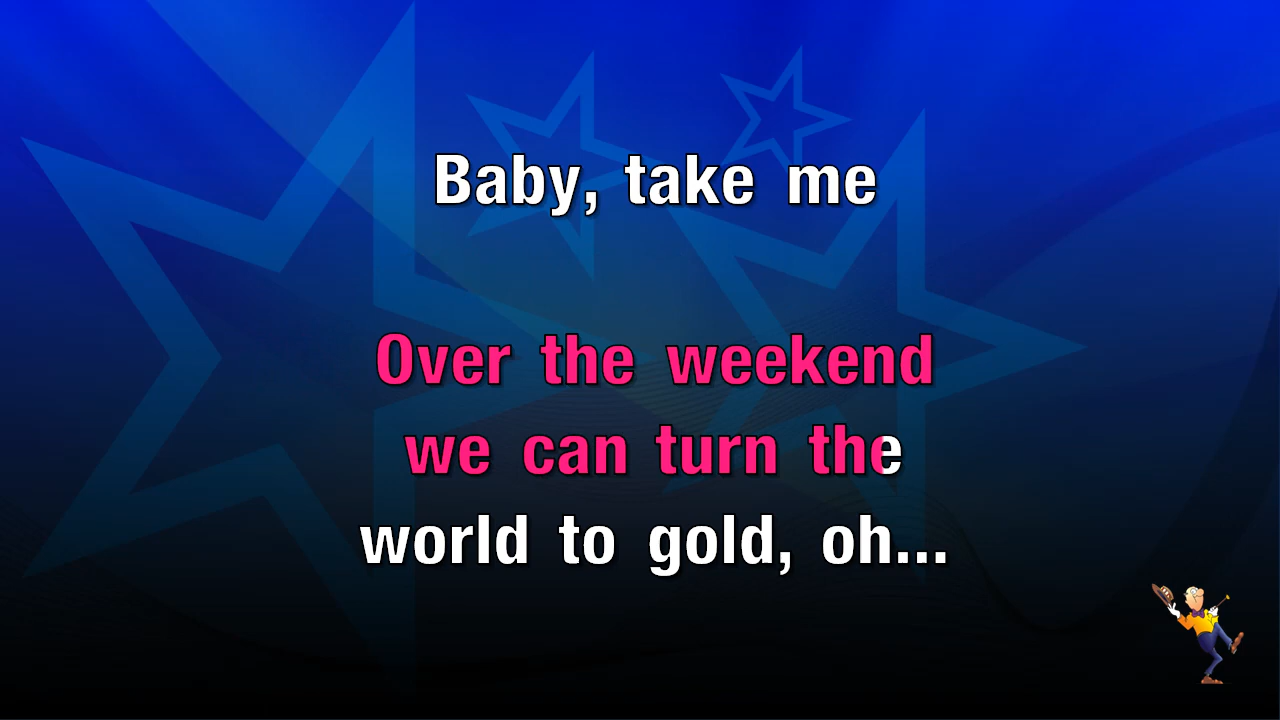 Baby, take me
Over the weekend
we can turn the
world to gold, oh...